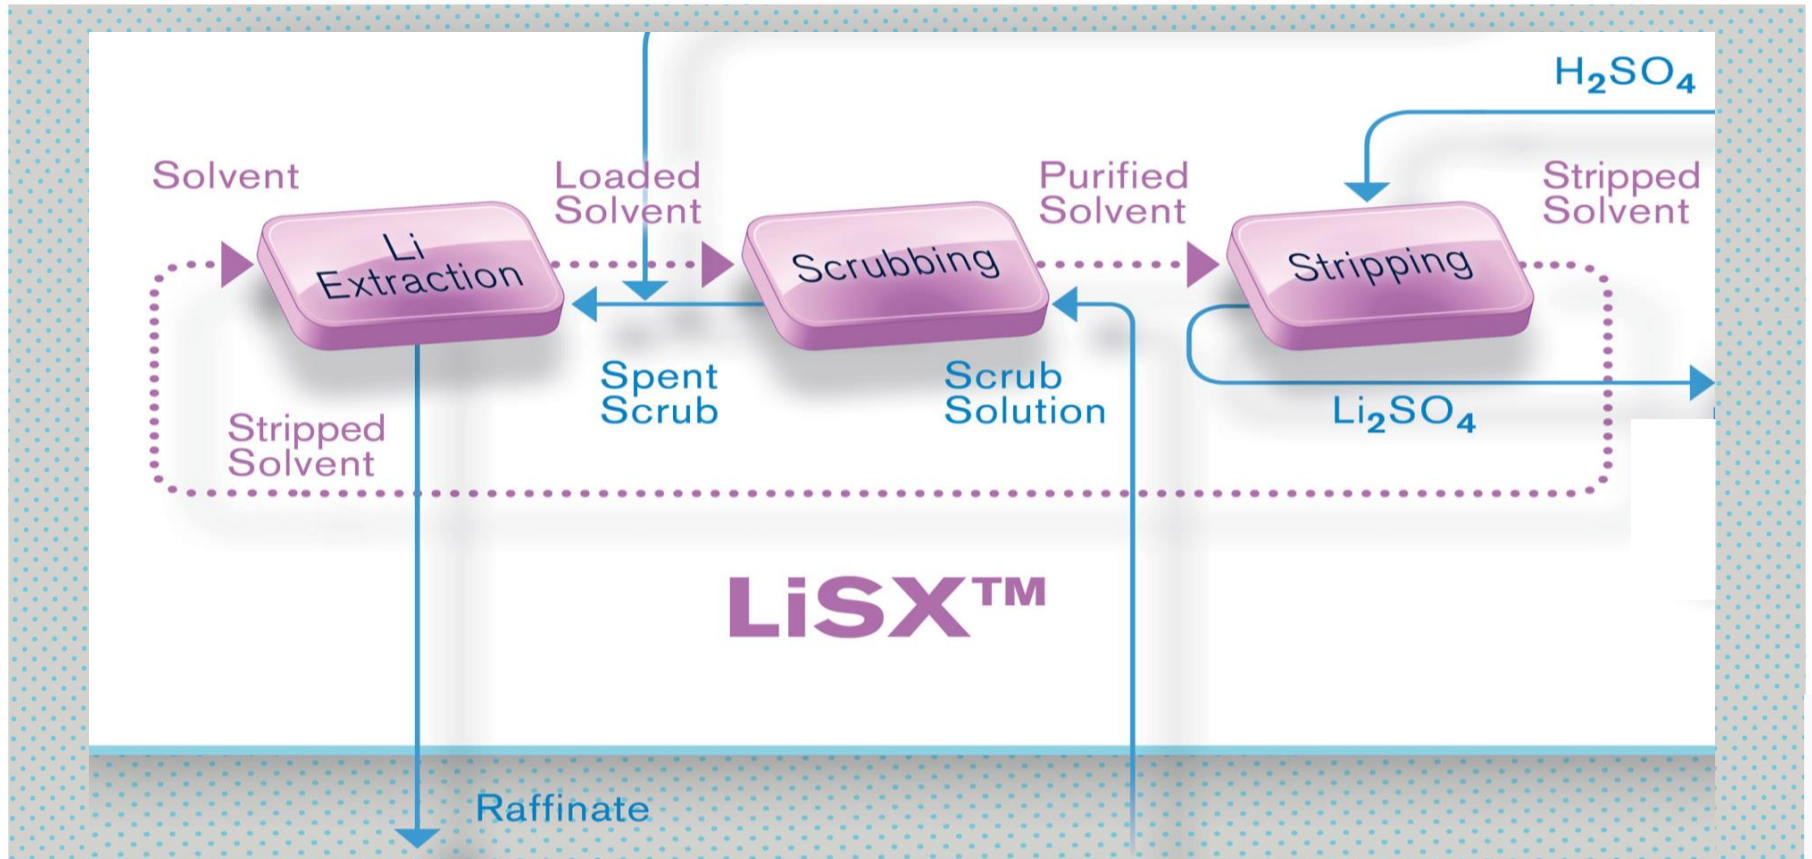 H₂SO₄
Solvent
Loaded
Solvent
Purified
Solvent
Stripped
Solvent
Li
Extraction
Scrubbing
Stripping
Spent
Scrub
Scrub
Solution
Li₂SO₄
Stripped
Solvent
LiSX™
Raffinate